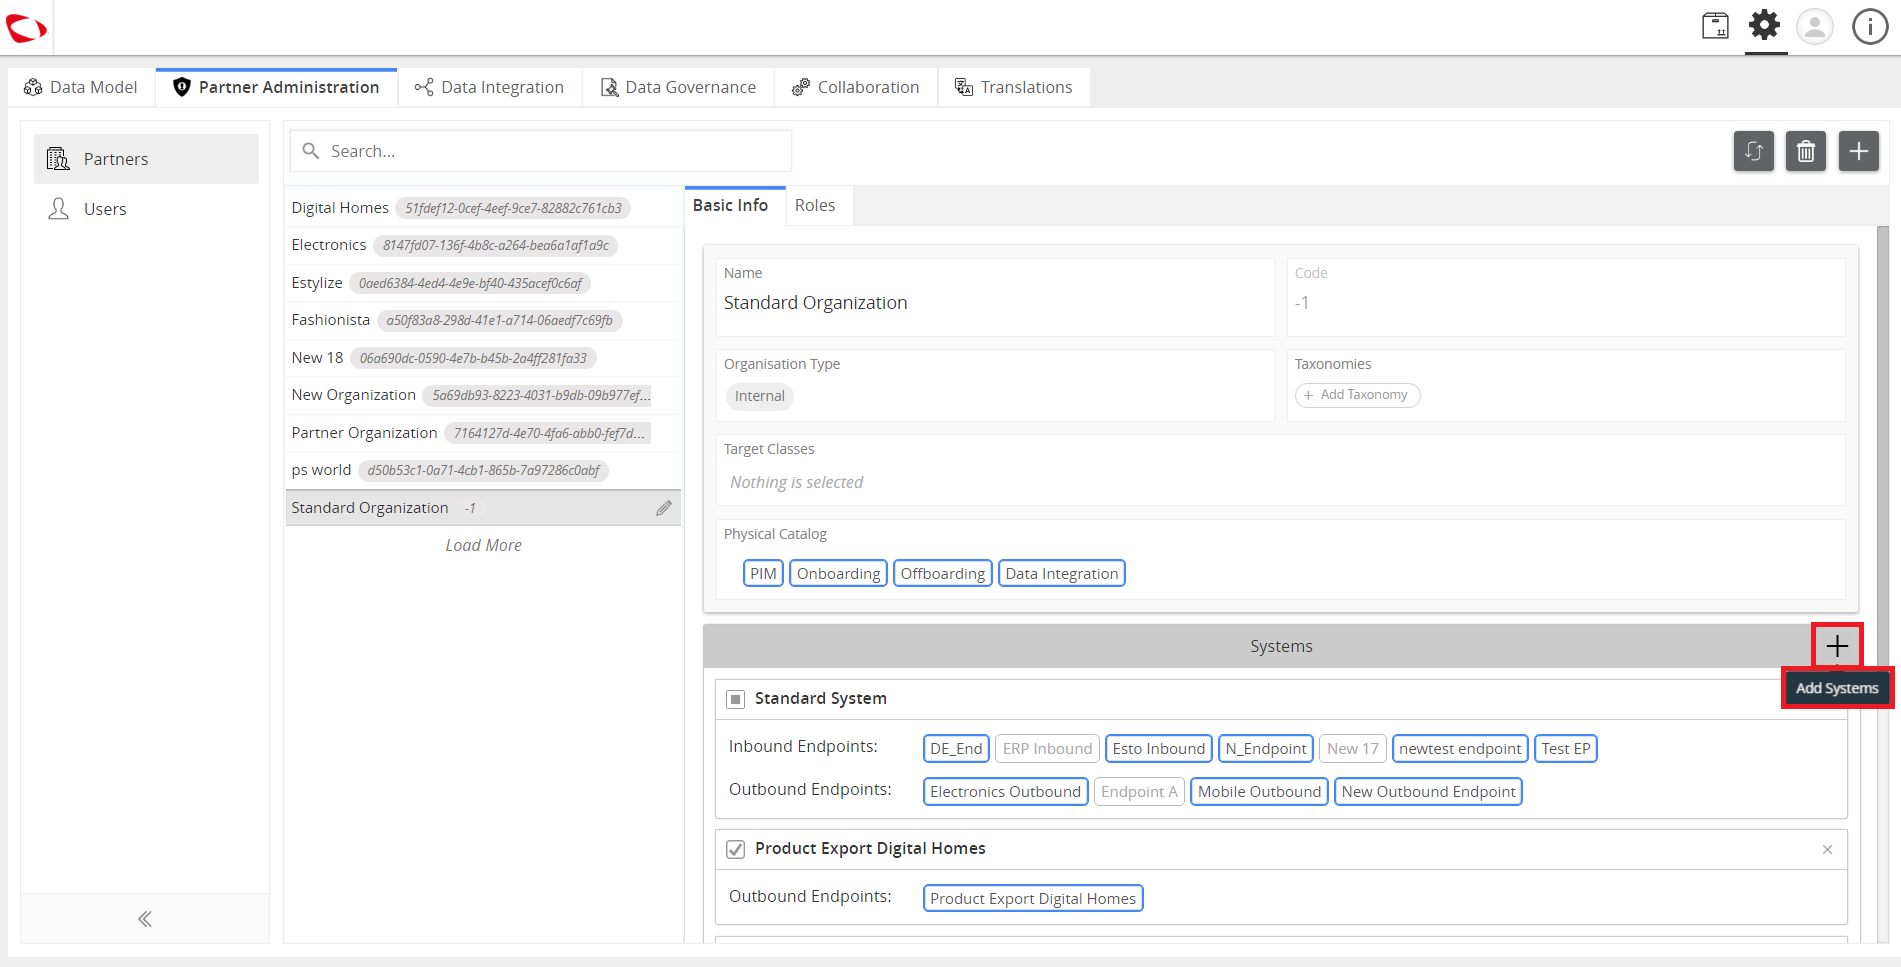 Data Model
Partner Administration
Data Integration
Data Governance
Collaboration
Translations
Partners
Users
Search...
Digital Homes 51fdef12-0cef-4eef-9ce7-82882c761cb3
Electronics 8147fd07-136f-4b8c-a264-bea6a1af1a9c
Estylize 0aed6384-4ed4-4e9e-bf40-435acef0c6af
Fashionista a50f83a8-298d-41e1-a714-06aedf7c69fb
New 18 06a690dc-0590-4e7b-b45b-2a4ff281fa33
New Organization 5a69db93-8223-4031-b9db-09b977ef...
Partner Organization 7164127d-4e70-4fa6-abb0-fef7d...
ps world d50b53c1-0a71-4cb1-865b-7a97286c0abf
Standard Organization -1
Load More
Basic Info
Roles
Name
Standard Organization
Code
-1
Organisation Type
Internal
Taxonomies
+ Add Taxonomy
Target Classes
Nothing is selected
Physical Catalog
PIM Onboarding Offboarding Data Integration
Systems
Add Systems
Standard System
Inbound Endpoints: DE_End ERP Inbound Esto Inbound N_Endpoint New 17 newtest endpoint Test EP
Outbound Endpoints: Electronics Outbound Endpoint A Mobile Outbound New Outbound Endpoint
Product Export Digital Homes
Outbound Endpoints: Product Export Digital Homes